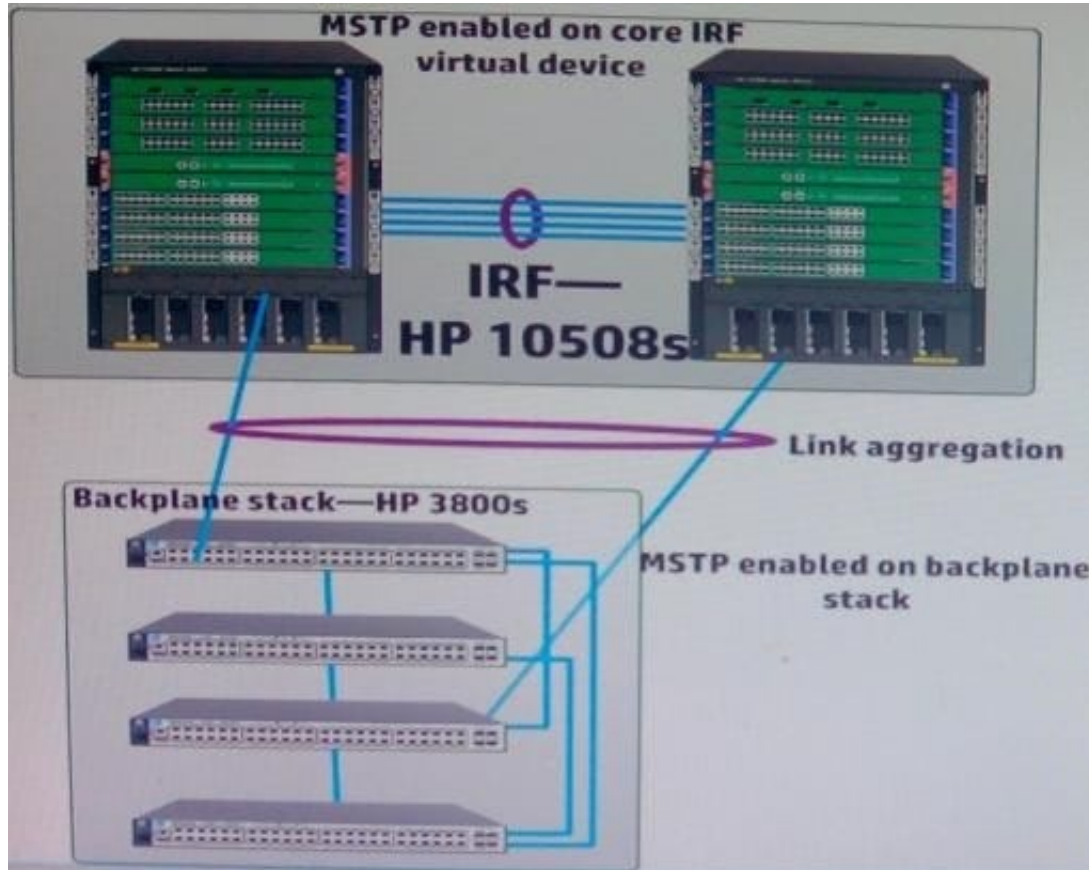 MSTP enabled on core IRF
virtual device
IRF—
HP 10508s
Link aggregation
Backplane stack—HP 3800s
MSTP enabled on backplane
stack